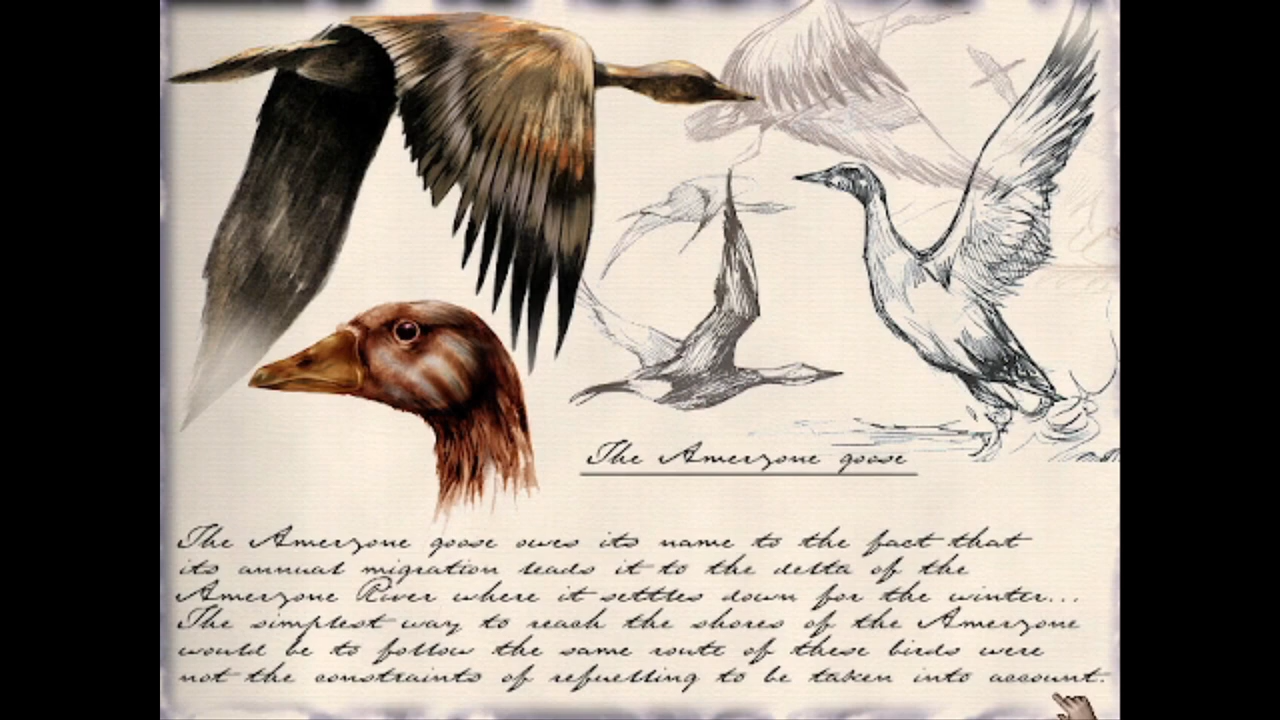 The Amerzone goose
The Amerzone goose owes its name to the fact that
its annual migration leads it to the delta of the
Amerzone River where it settles down for the winter...
The simplest way to reach the shores of the Amerzone
would be to follow the same route of these birds were
not the constraints of refuelling to be taken into account.